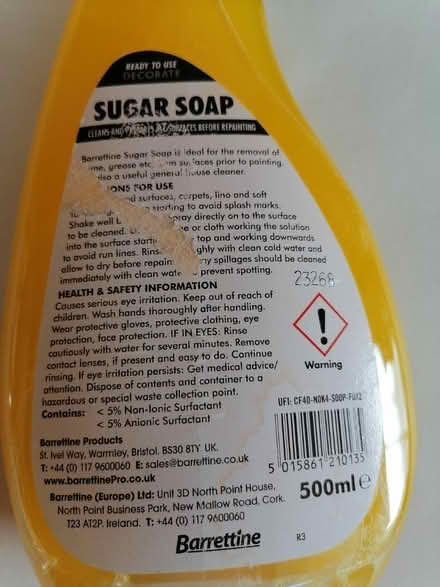 READY TO USE
DECORATE
SUGAR SOAP
CLEANS AND SURFACES BEFORE REPAINTING
Barrettine Sugar Soap is ideal for the removal of
grease etc. surfaces prior to painting.
also a useful general house cleaner.
FOR USE
surfaces, carpets, lino and soft
starting to avoid splash marks.
Shake well spray directly on to the surface
to be cleaned. or cloth working the solution
into the surface top and working downwards
to avoid run lines. with cold water and
allow to dry before spillages should be cleaned
immediately with clean prevent spotting.
23268
HEALTH & SAFETY INFORMATION
Causes serious eye irritation. Keep out of reach of
children. Wash hands thoroughly after handling.
Wear protective gloves, protective clothing, eye
protection, face protection. IF IN EYES: Rinse
cautiously with water for several minutes. Remove
contact lenses, if present and easy to do. Continue
rinsing. If eye irritation persists: Get medical advice/
attention. Dispose of contents and container to a
hazardous or special waste collection point.
Contains: < 5% Non-Ionic Surfactant
< 5% Anionic Surfactant
!
Warning
UFI:
5 015861 210135
Barrettine Products
St. Ivel Way, Warmley, Bristol. BS30 8TY UK.
T: +44 (0) 117 9600060 E: sales@barrettine.co.uk
www.barrettinePro.co.uk
500ml e
Barrettine (Europe) Ltd: Unit 3D North Point House,
North Point Business Park, New Mallow Road, Cork.
T23 AT2P. Ireland. T: +44 (0) 117 9600060
Barrettine
R3